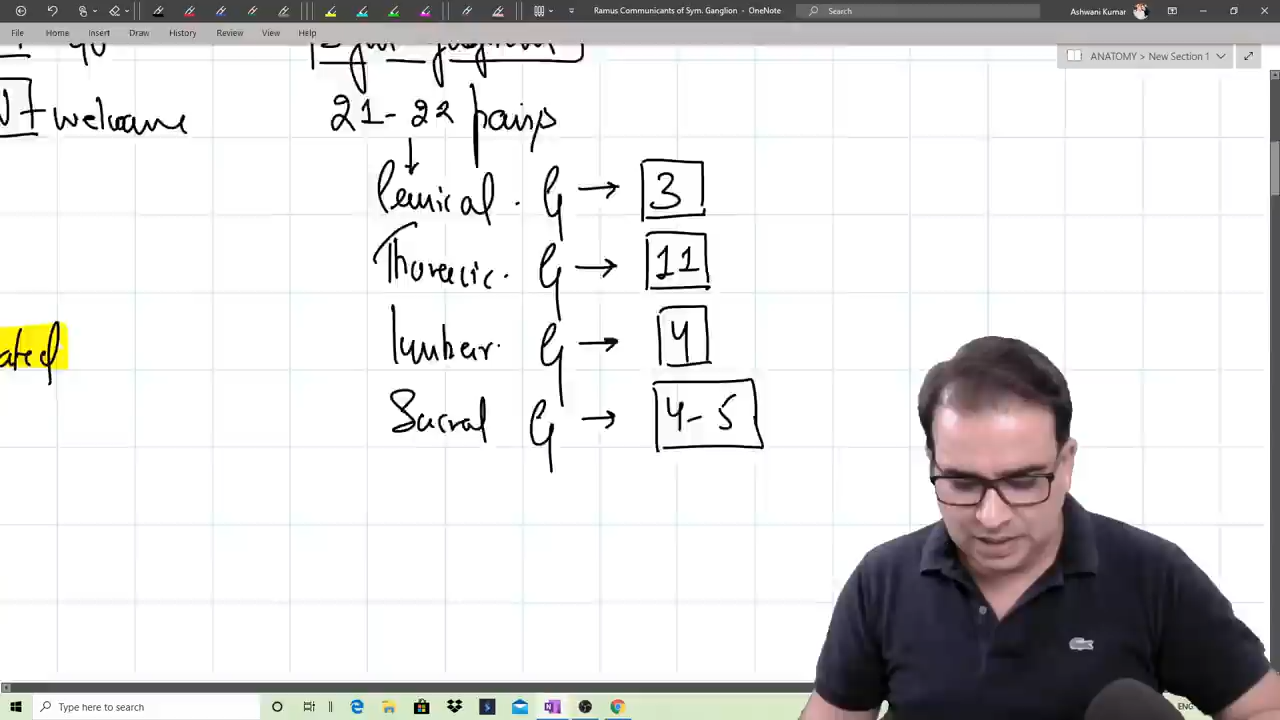 Ramus Communicants of Sym. Ganglion - OneNote
Search
Ashwani Kumar
File Home Insert Draw History Review View Help
ANATOMY > New Section 1
welcome
21-22 pairs
Cervical. G → 3
Thoracic. G → 11
lumbar. G → 4
ated
Sacral G → 4-5
Type here to search
ENG